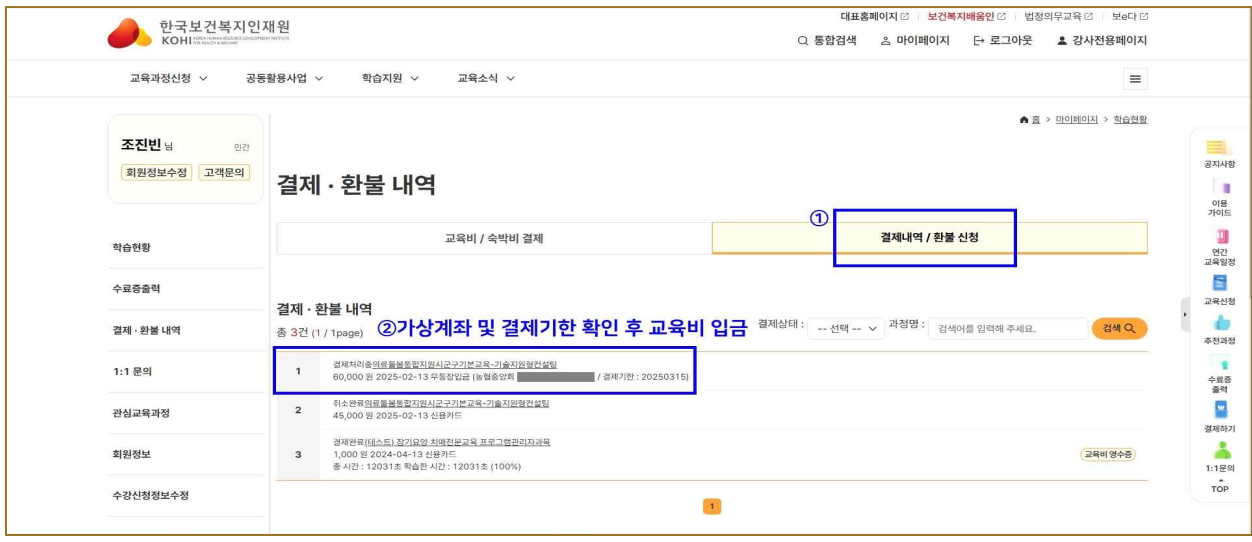 한국보건복지인재원
KOHI KOREA HUMAN RESOURCE DEVELOPMENT INSTITUTE FOR HEALTH & WELFARE
대표홈페이지 보건복지배움인 법정의무교육 보e다
통합검색 마이페이지 로그아웃 강사전용페이지
교육과정신청 공동활용사업 학습지원 교육소식
홈 > 마이페이지 > 학습현황
조진빈 님 민간
회원정보수정 고객문의
학습현황
수료증출력
결제 · 환불 내역
1:1 문의
관심교육과정
회원정보
수강신청정보수정
결제 · 환불 내역
①
교육비 / 숙박비 결제
결제내역 / 환불 신청
결제 · 환불 내역
총 3건 (1 / 1page)
②가상계좌 및 결제기한 확인 후 교육비 입금
결제상태 : -- 선택 -- 과정명 : 검색어를 입력해 주세요. 검색
1
결제처리중의료돌봄통합지원시군구기본교육-기술지원형컨설팅
60,000 원 2025-02-13 무통장입금 (농협중앙회 / 결제기한 : 20250315)
2
취소완료의료돌봄통합지원시군구기본교육-기술지원형컨설팅
45,000 원 2025-02-13 신용카드
3
결제완료(테스트) 장기요양 치매전문교육 프로그램관리자과목
1,000 원 2024-04-13 신용카드
총 시간 : 12031초 학습한 시간 : 12031초 (100%)
교육비 영수증
1
공지사항
이용
가이드
연간
교육일정
교육신청
추천과정
수료증
출력
결제하기
1:1문의
TOP